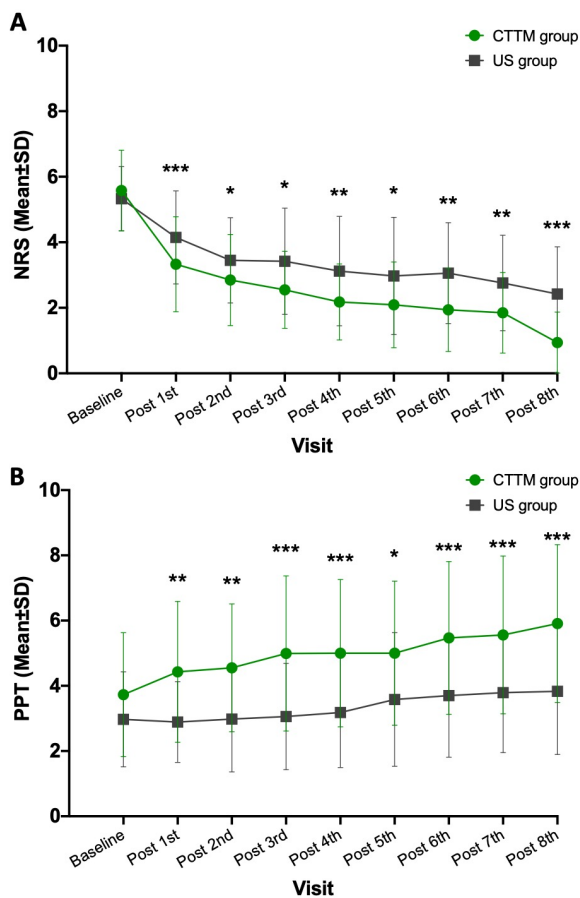 A
CTTM group
US group
NRS (Mean±SD)
10
8
6
4
2
0
***
*
*
**
*
**
**
***
Baseline
Post 1st
Post 2nd
Post 3rd
Post 4th
Post 5th
Post 6th
Post 7th
Post 8th
Visit
B
CTTM group
US group
PPT (Mean±SD)
10
8
6
4
2
0
**
**
***
***
*
***
***
***
Baseline
Post 1st
Post 2nd
Post 3rd
Post 4th
Post 5th
Post 6th
Post 7th
Post 8th
Visit